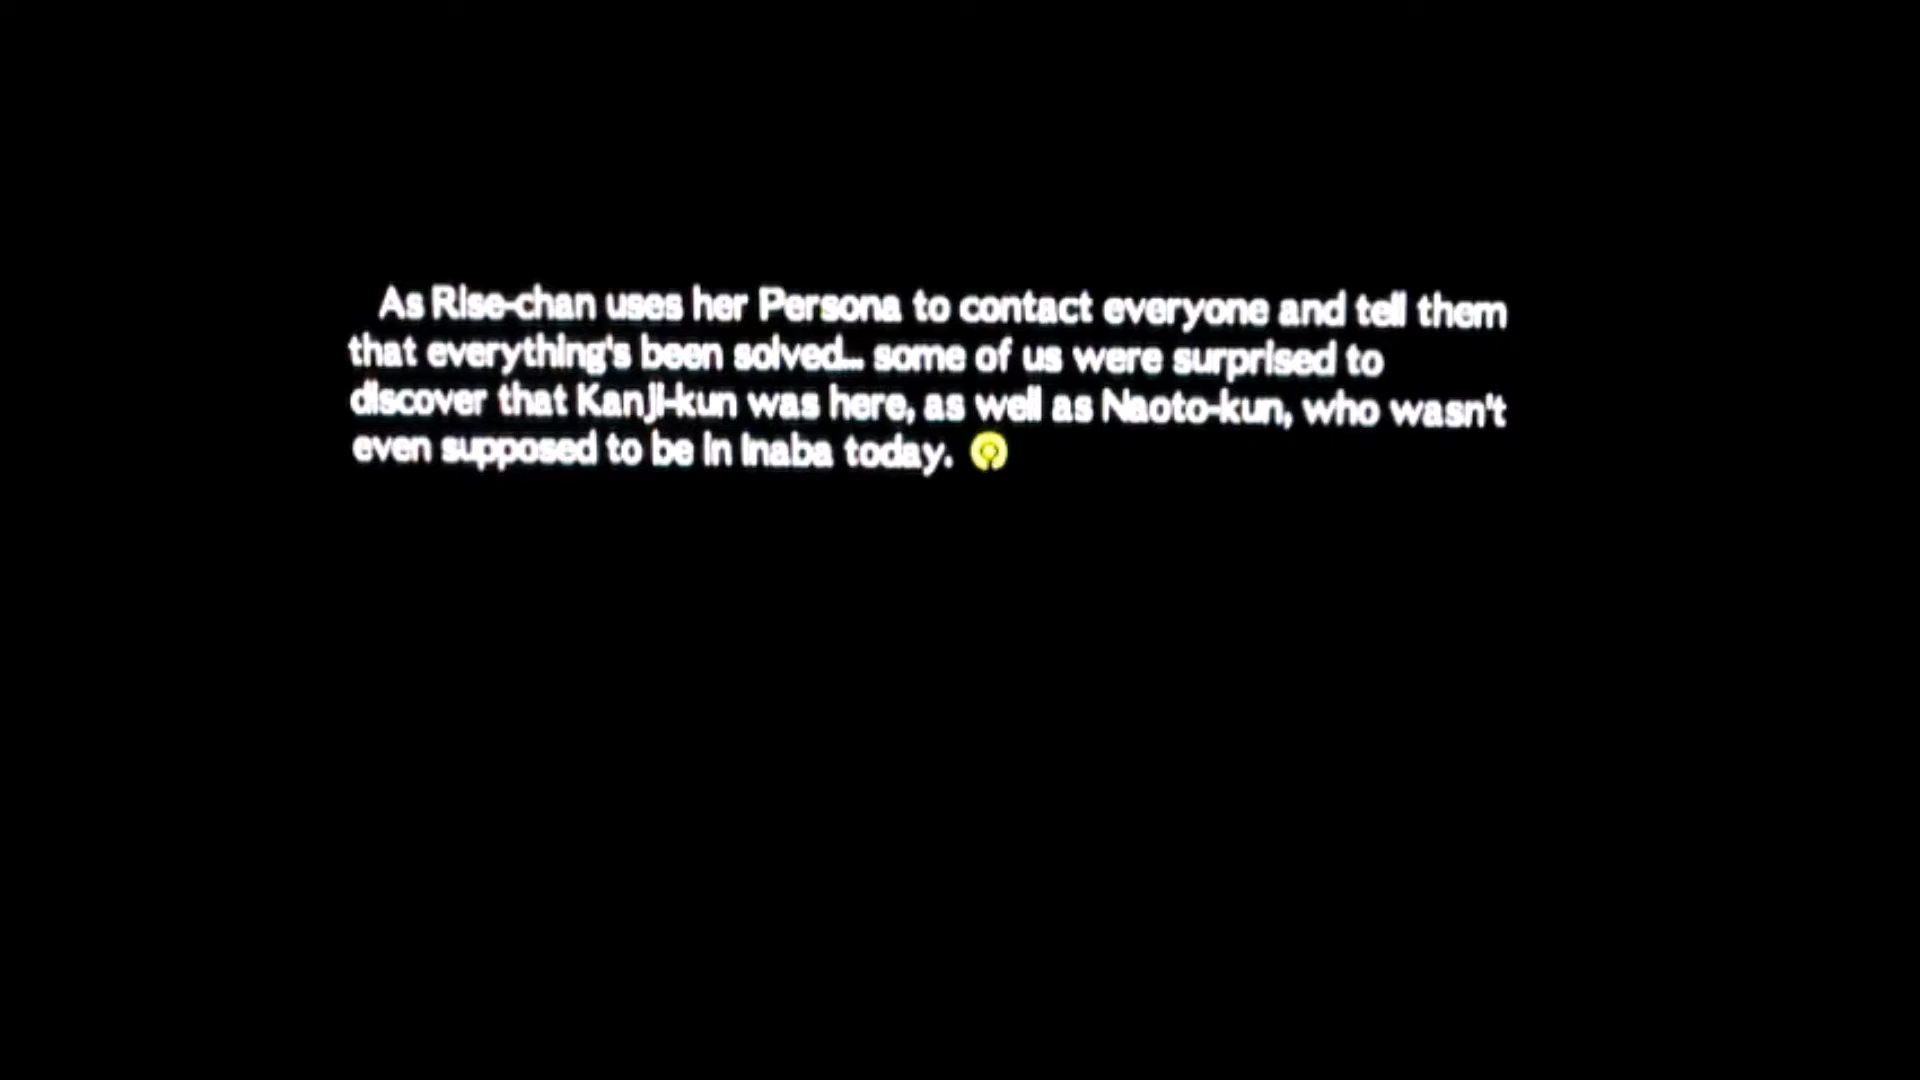 As Rise-chan uses her Persona to contact everyone and tell them
that everything's been solved... some of us were surprised to
discover that Kanji-kun was here, as well as Naoto-kun, who wasn't
even supposed to be in Inaba today.